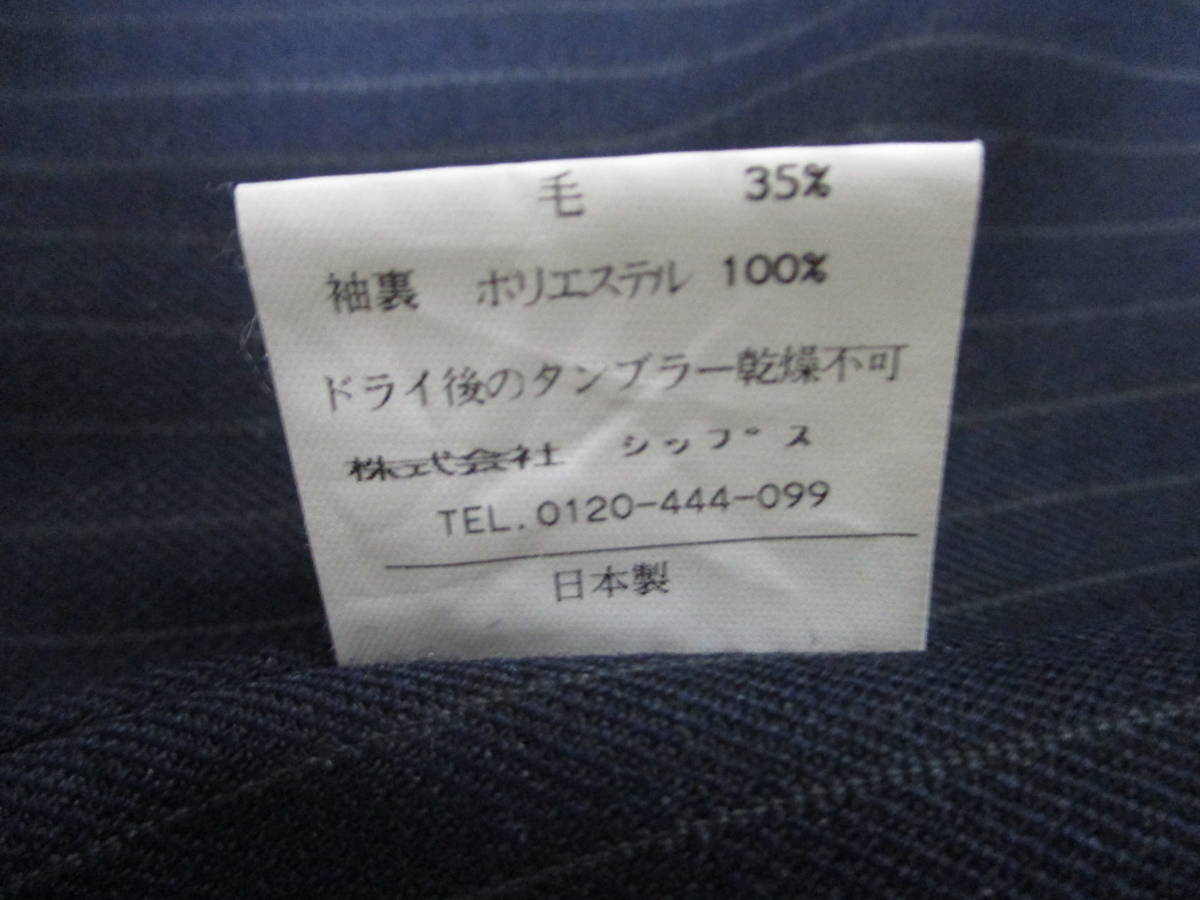 毛 35%
袖裏 ポリエステル 100%
ドライ後のタンブラー乾燥不可
株式会社 シップス
TEL.0120-444-099
日本製